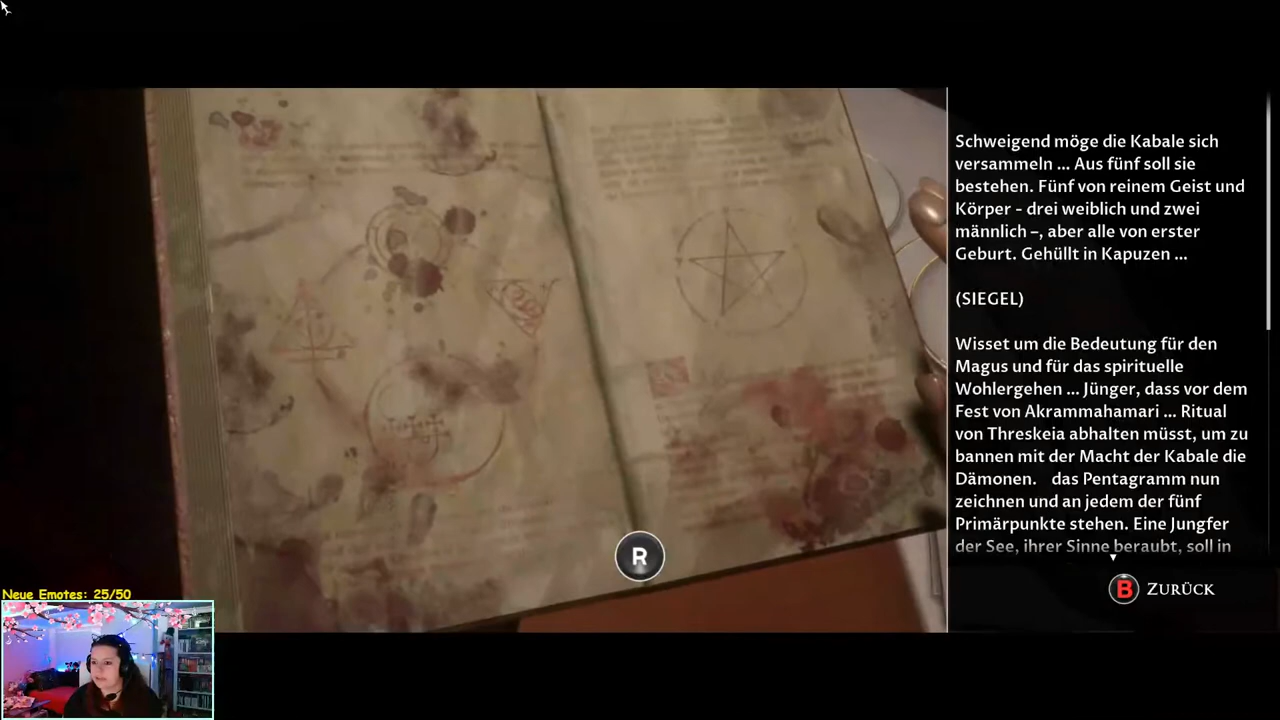 Schweigend möge die Kabale sich
versammeln ... Aus fünf soll sie
bestehen. Fünf von reinem Geist und
Körper - drei weiblich und zwei
männlich –, aber alle von erster
Geburt. Gehüllt in Kapuzen ...
(SIEGEL)
Wisset um die Bedeutung für den
Magus und für das spirituelle
Wohlergehen ... Jünger, dass vor dem
Fest von Akrammahamari ... Ritual
von Threskeia abhalten müsst, um zu
bannen mit der Macht der Kabale die
Dämonen. das Pentagramm nun
zeichnen und an jedem der fünf
Primärpunkte stehen. Eine Jungfer
der See, ihrer Sinne beraubt, soll in
R
B ZURÜCK
Neue Emotes: 25/50